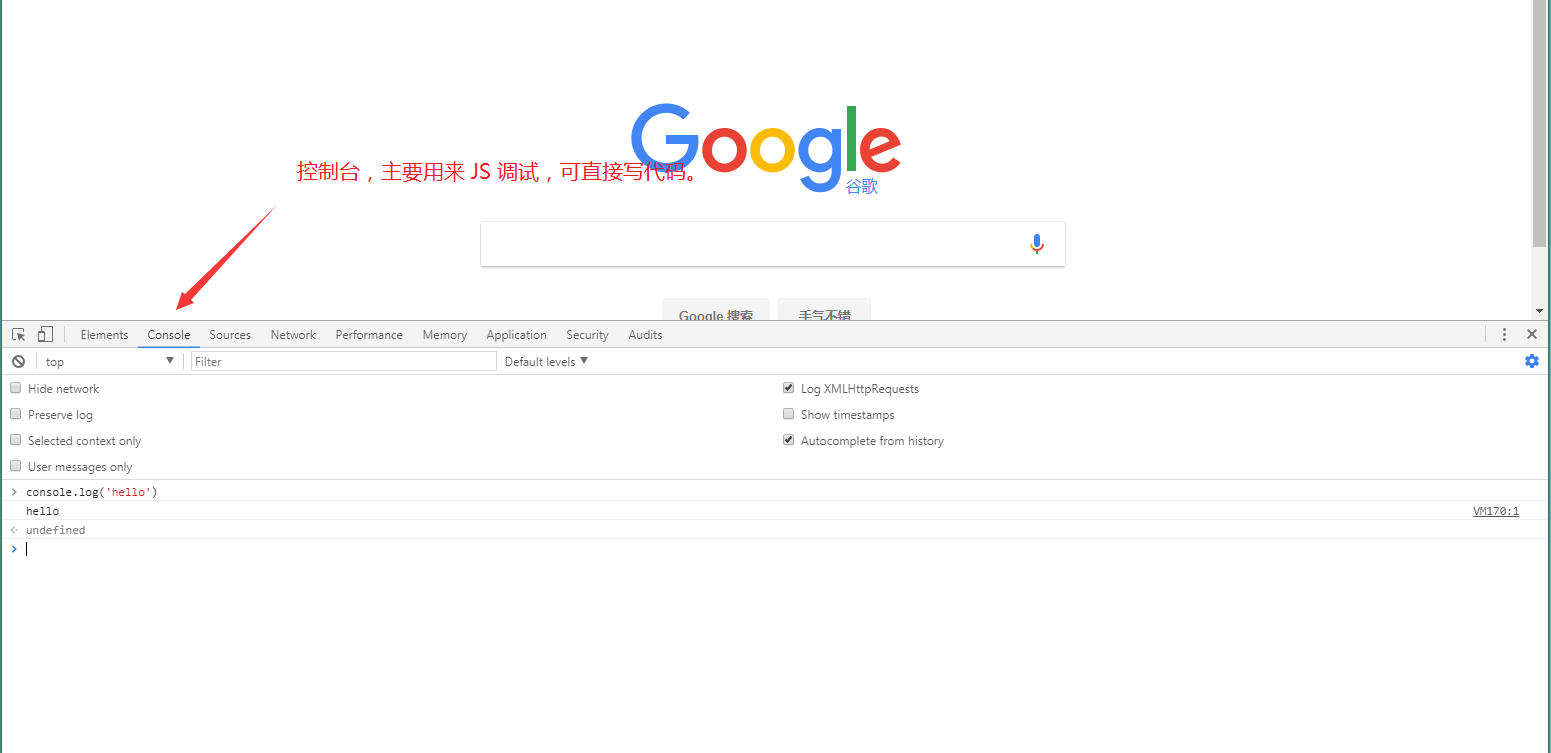 Google
谷歌
控制台，主要用来 JS 调试，可直接写代码。
Google 搜索 手气不错
Elements Console Sources Network Performance Memory Application Security Audits
top Filter Default levels
Hide network Log XMLHttpRequests
Preserve log Show timestamps
Selected context only Autocomplete from history
User messages only
console.log('hello')
hello VM170:1
undefined